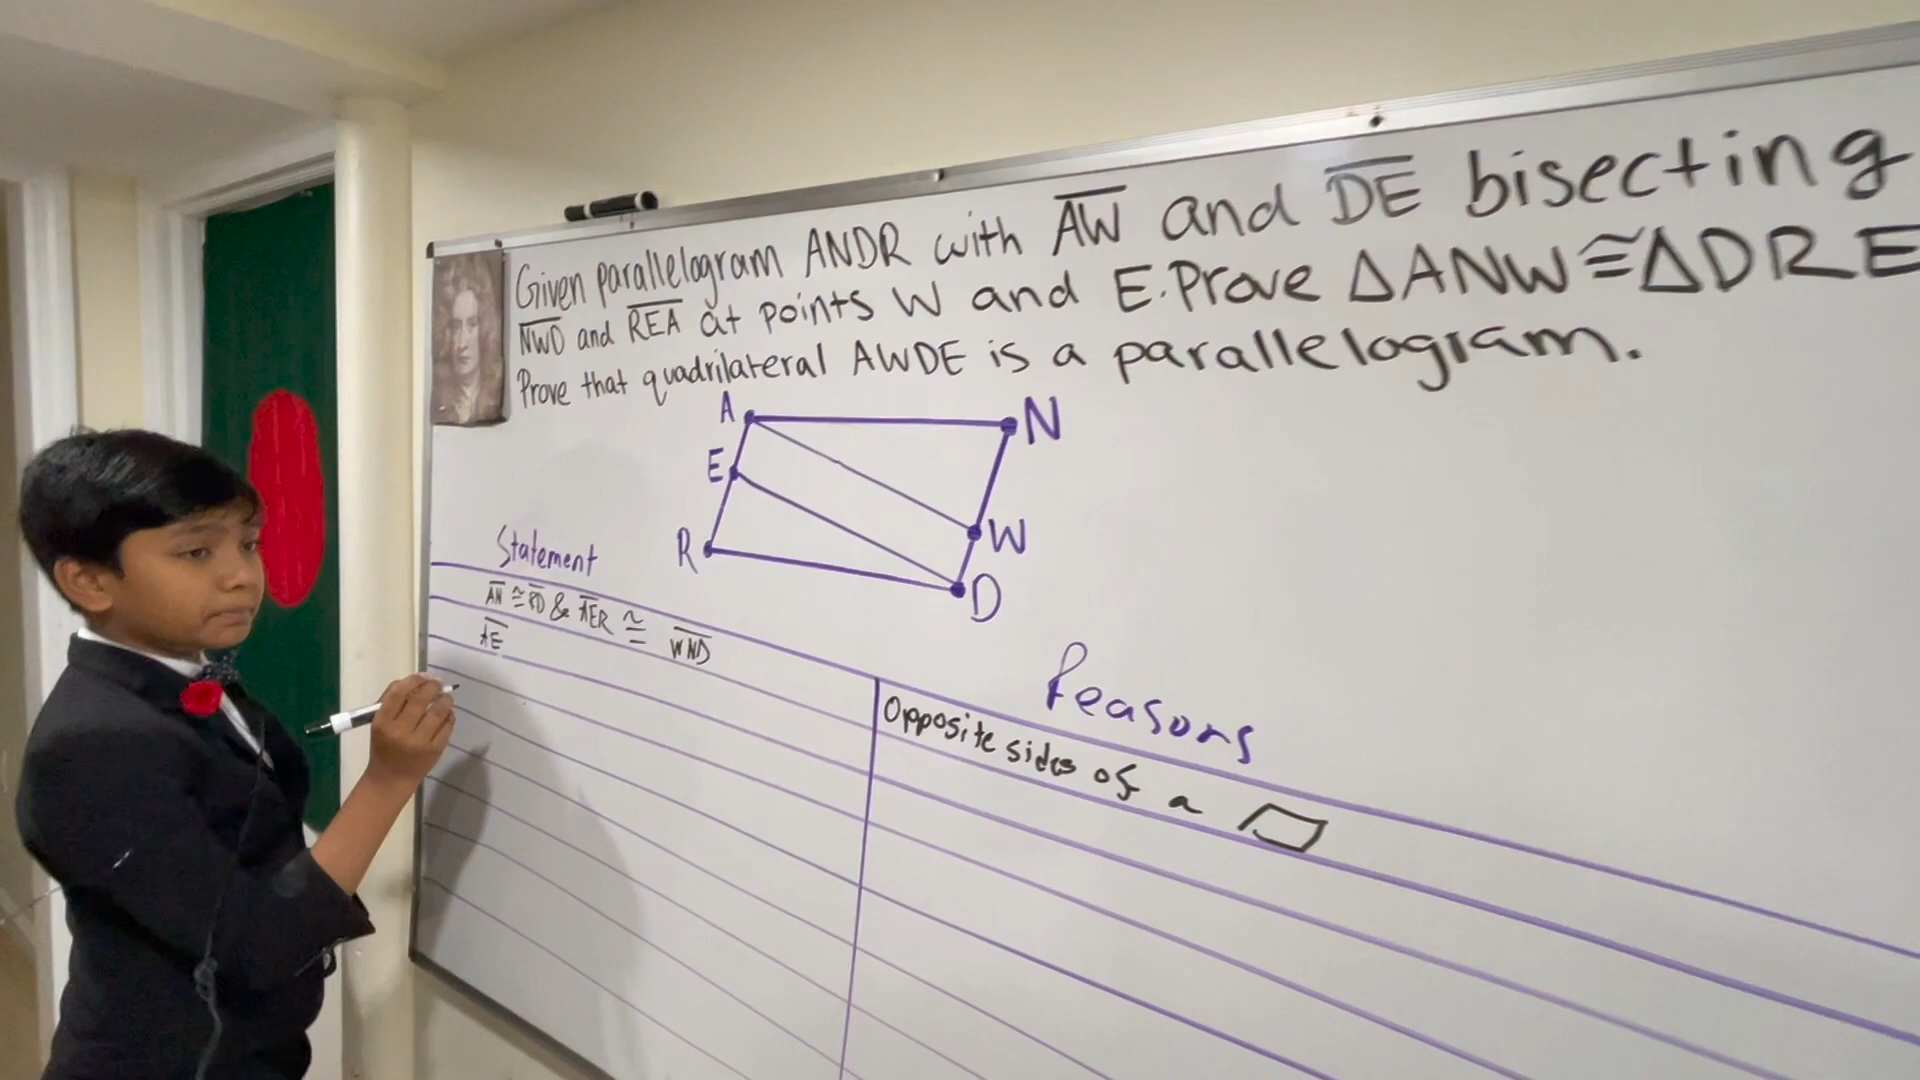 Given parallelogram ANDR with AW and DE bisecting
NWD and REA at points W and E. Prove ΔANW≅ΔDRE
Prove that quadrilateral AWDE is a parallelogram.
A
N
E
W
R
D
Statement
AN ≅ RD & AER ≅ WND
AE
Reasons
Opposite sides of a ▱